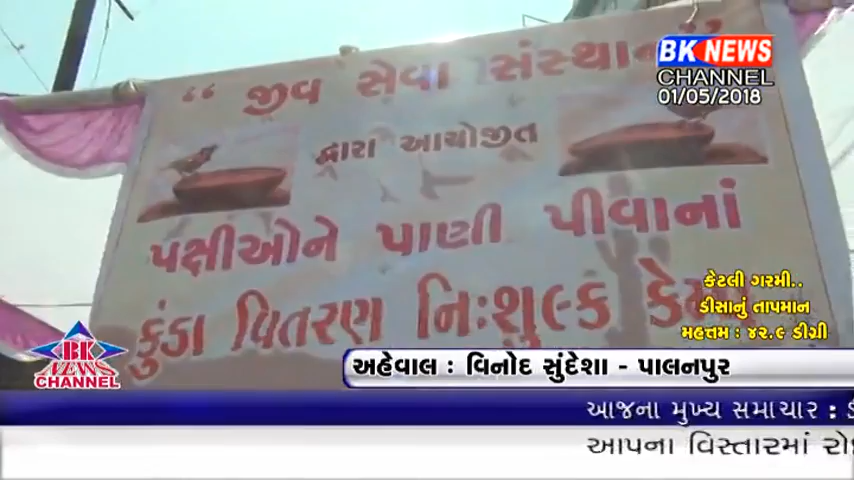 BK NEWS
CHANNEL
01/05/2018
“ જીવ સેવા સંસ્થાન ”
દ્વારા આયોજીત
પક્ષીઓને પાણી પીવાનાં
કુંડા વિતરણ નિઃશુલ્ક
કેટલી ગરમી..
ડીસાનું તાપમાન
મહત્તમ : ૪૨.૯ ડીગ્રી
BK
NEWS
CHANNEL
અહેવાલ : વિનોદ સુંદેશા - પાલનપુર
આજના મુખ્ય સમાચાર :
આપના વિસ્તારમાં